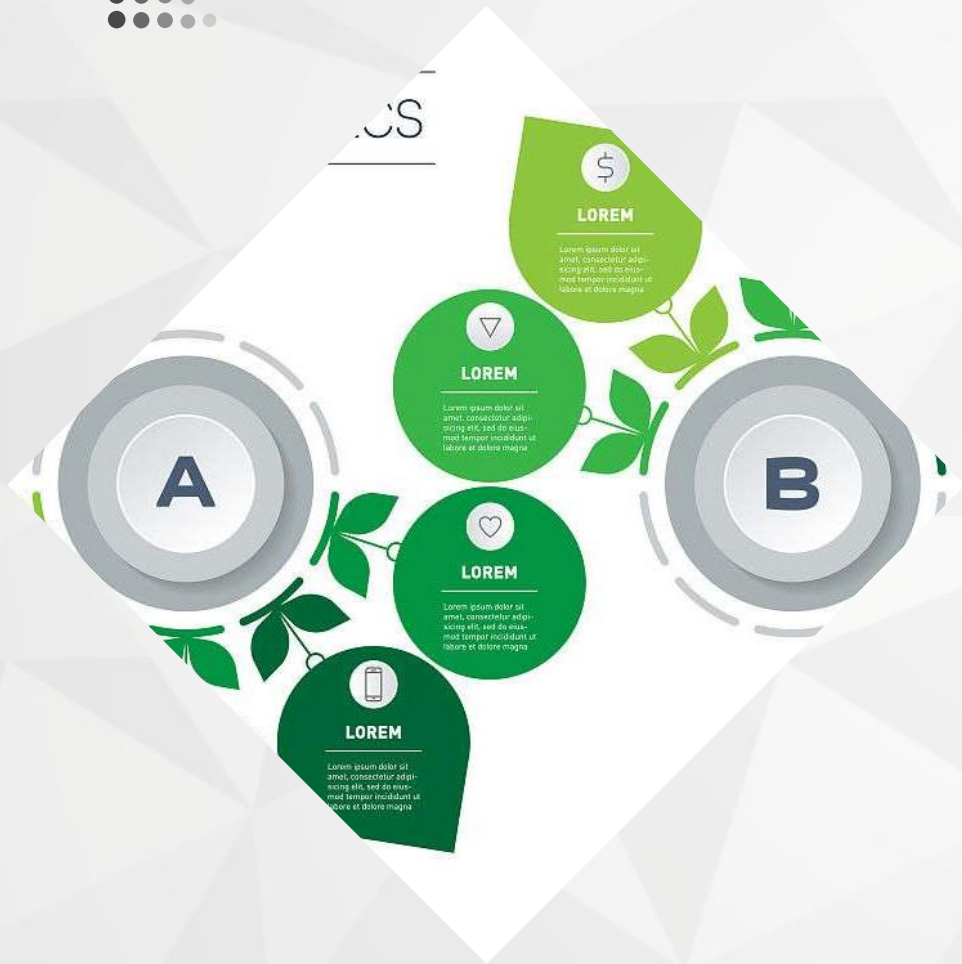 CS
$
LOREM
Lorem ipsum dolor sit
amet, consectetur adipi-
sicing elit, sed do eius-
mod tempor incididunt ut
labore et dolore magna
LOREM
Lorem ipsum dolor sit
amet, consectetur adipi-
sicing elit, sed do eius-
mod tempor incididunt ut
labore et dolore magna
A
B
LOREM
Lorem ipsum dolor sit
amet, consectetur adipi-
sicing elit, sed do eius-
mod tempor incididunt ut
labore et dolore magna
LOREM
Lorem ipsum dolor sit
amet, consectetur adipi-
sicing elit, sed do eius-
mod tempor incididunt ut
labore et dolore magna